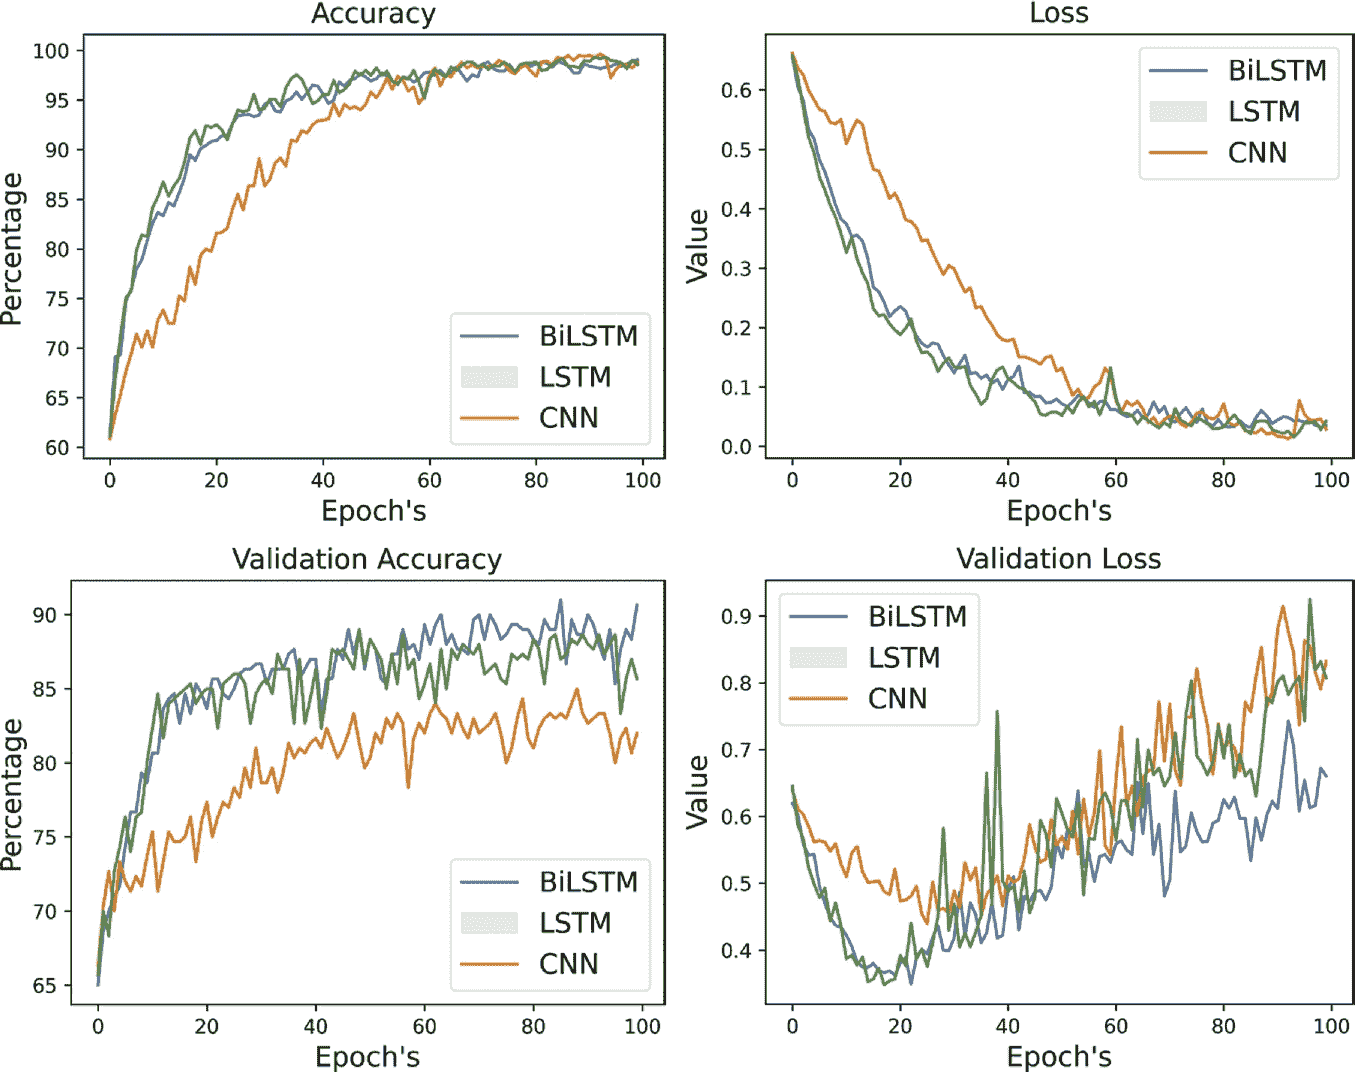 Accuracy
Percentage
100
95
90
85
80
75
70
65
60
BiLSTM
LSTM
CNN
0 20 40 60 80 100
Epoch's
Loss
Value
0.6
0.5
0.4
0.3
0.2
0.1
0.0
BiLSTM
LSTM
CNN
0 20 40 60 80 100
Epoch's
Validation Accuracy
Percentage
90
85
80
75
70
65
BiLSTM
LSTM
CNN
0 20 40 60 80 100
Epoch's
Validation Loss
Value
0.9
0.8
0.7
0.6
0.5
0.4
BiLSTM
LSTM
CNN
0 20 40 60 80 100
Epoch's